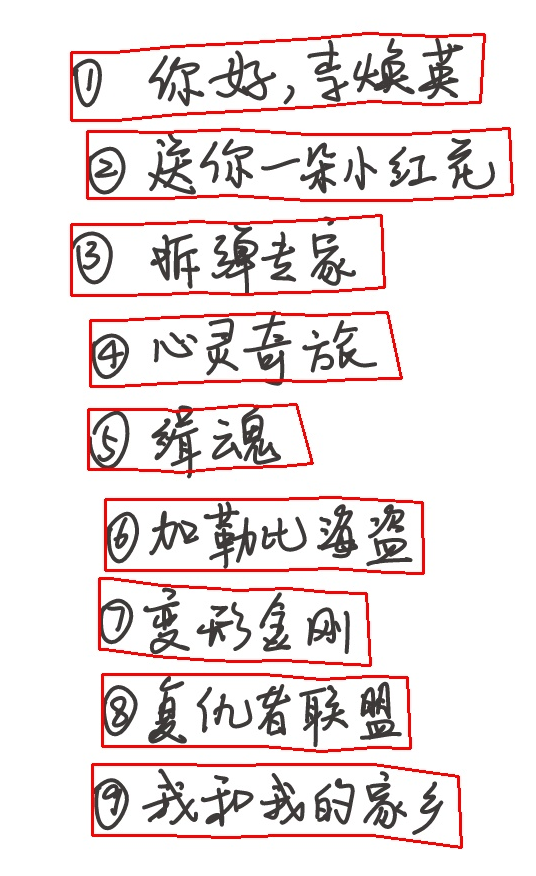 ① 你好,李焕英
② 送你一朵小红花
③ 拆弹专家
④ 心灵奇旅
⑤ 缉魂
⑥ 加勒比海盗
⑦ 变形金刚
⑧ 复仇者联盟
⑨ 我和我的家乡